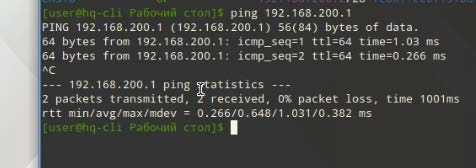 [user@hq-cli Рабочий стол]$ ping 192.168.200.1
PING 192.168.200.1 (192.168.200.1) 56(84) bytes of data.
64 bytes from 192.168.200.1: icmp_seq=1 ttl=64 time=1.03 ms
64 bytes from 192.168.200.1: icmp_seq=2 ttl=64 time=0.266 ms
^C
--- 192.168.200.1 ping statistics ---
2 packets transmitted, 2 received, 0% packet loss, time 1001ms
rtt min/avg/max/mdev = 0.266/0.648/1.031/0.382 ms
[user@hq-cli Рабочий стол]$